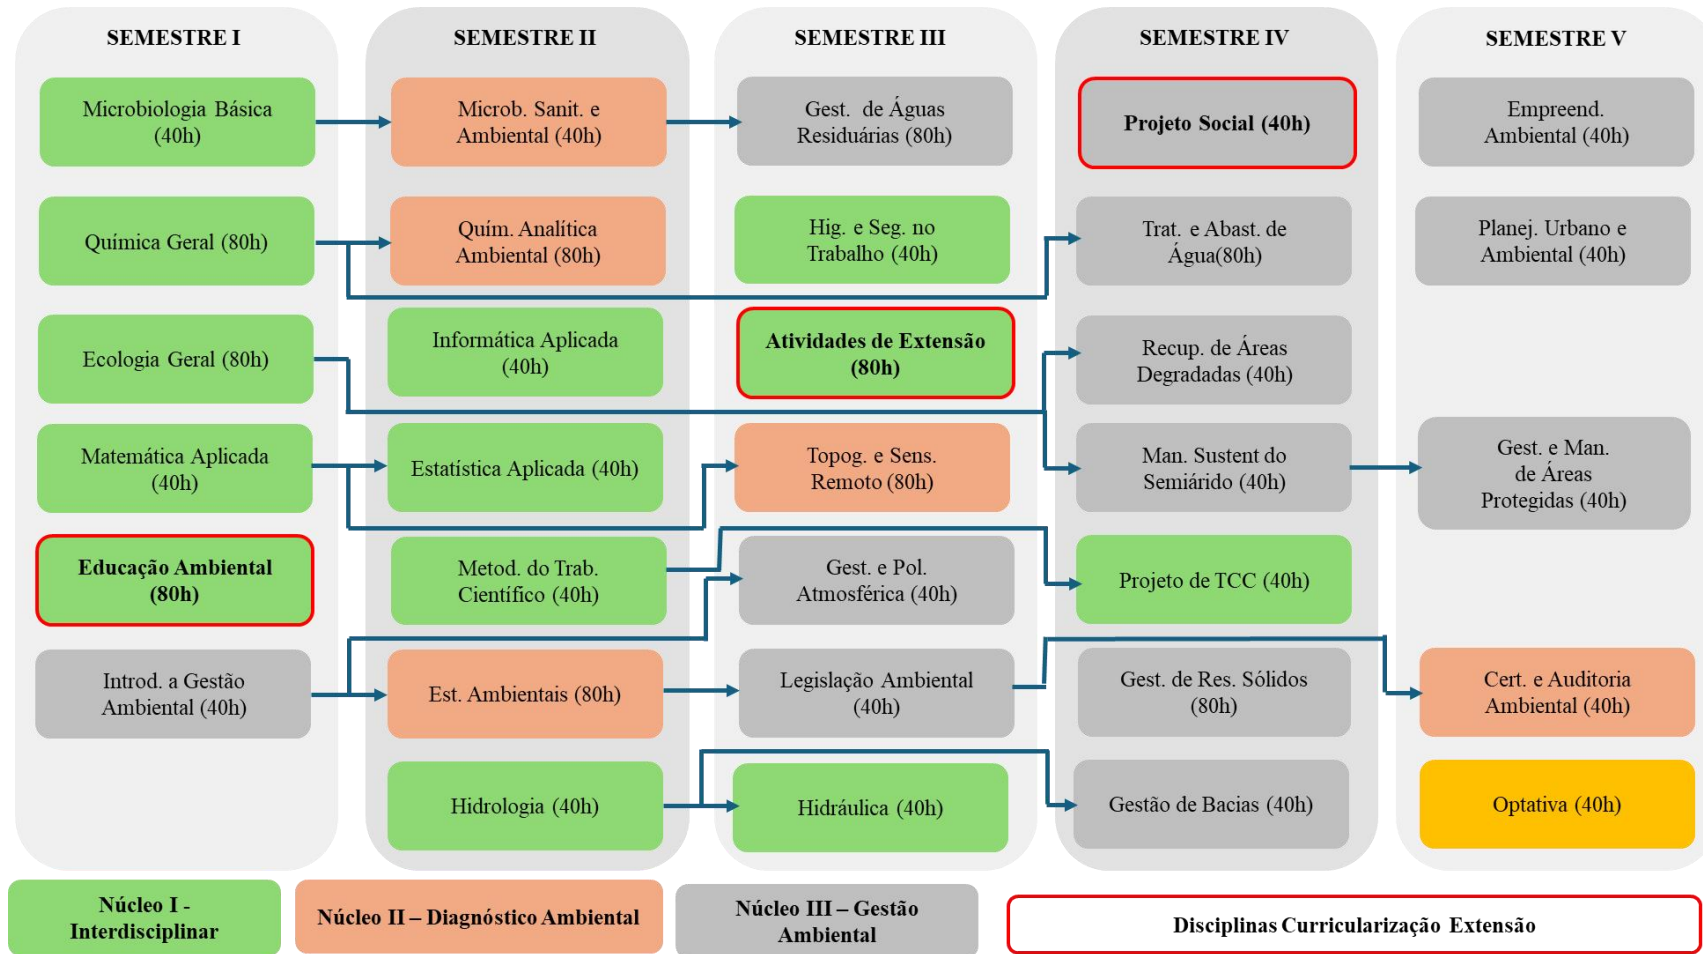 SEMESTRE I
Microbiologia Básica
(40h)
Química Geral (80h)
Ecologia Geral (80h)
Matemática Aplicada
(40h)
Educação Ambiental
(80h)
Introd. a Gestão
Ambiental (40h)
SEMESTRE II
Microb. Sanit. e
Ambiental (40h)
Quím. Analítica
Ambiental (80h)
Informática Aplicada
(40h)
Estatística Aplicada (40h)
Metod. do Trab.
Científico (40h)
Est. Ambientais (80h)
Hidrologia (40h)
SEMESTRE III
Gest. de Águas
Residuárias (80h)
Hig. e Seg. no
Trabalho (40h)
Atividades de Extensão
(80h)
Topog. e Sens.
Remoto (80h)
Gest. e Pol.
Atmosférica (40h)
Legislação Ambiental
(40h)
Hidráulica (40h)
SEMESTRE IV
Projeto Social (40h)
Trat. e Abast. de
Água(80h)
Recup. de Áreas
Degradadas (40h)
Man. Sustent do
Semiárido (40h)
Projeto de TCC (40h)
Gest. de Res. Sólidos
(80h)
Gestão de Bacias (40h)
SEMESTRE V
Empreend.
Ambiental (40h)
Planej. Urbano e
Ambiental (40h)
Gest. e Man.
de Áreas
Protegidas (40h)
Cert. e Auditoria
Ambiental (40h)
Optativa (40h)
Núcleo I -
Interdisciplinar
Núcleo II – Diagnóstico Ambiental
Núcleo III – Gestão
Ambiental
Disciplinas Curricularização Extensão